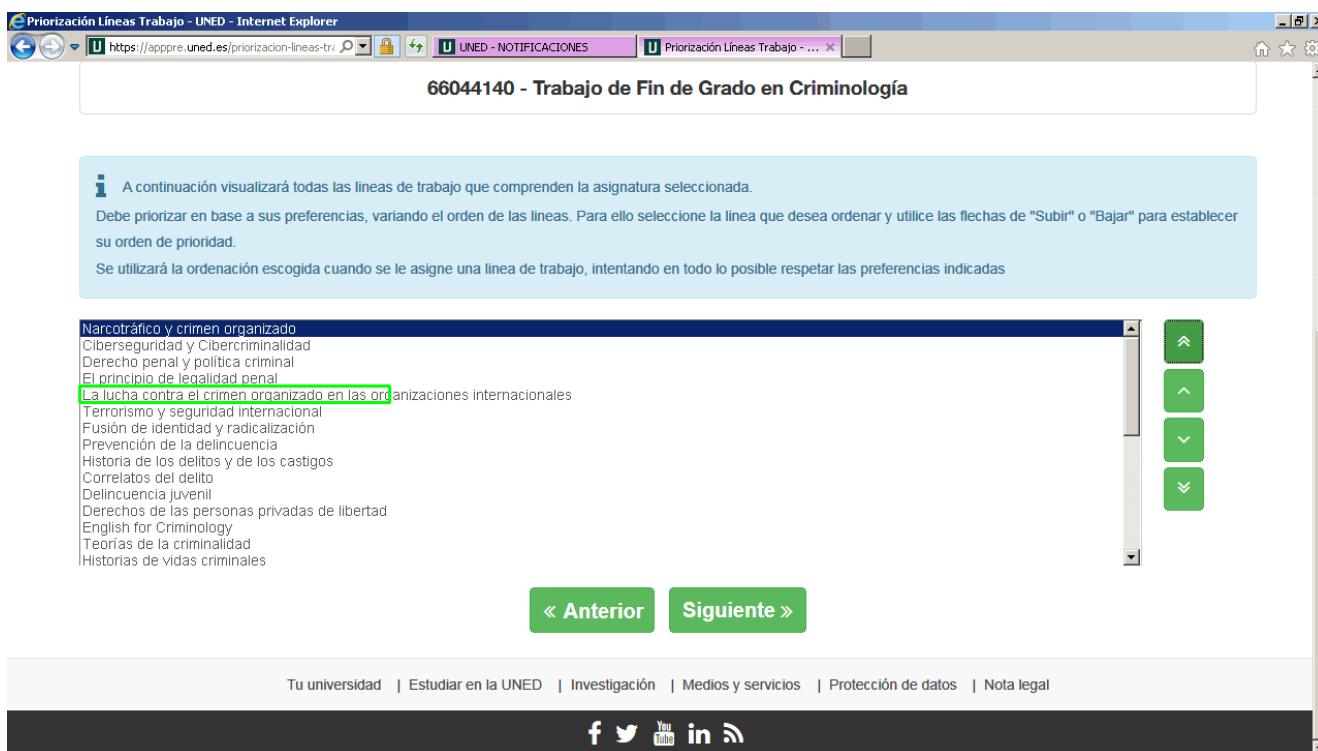 Priorización Líneas Trabajo - UNED - Internet Explorer
https://apppre.uned.es/priorizacion-lineas-tra
UNED - NOTIFICACIONES
Priorización Líneas Trabajo - ...
66044140 - Trabajo de Fin de Grado en Criminología
A continuación visualizará todas las lineas de trabajo que comprenden la asignatura seleccionada.
Debe priorizar en base a sus preferencias, variando el orden de las lineas. Para ello seleccione la linea que desea ordenar y utilice las flechas de "Subir" o "Bajar" para establecer
su orden de prioridad.
Se utilizará la ordenación escogida cuando se le asigne una linea de trabajo, intentando en todo lo posible respetar las preferencias indicadas
Narcotráfico y crimen organizado
Ciberseguridad y Cibercriminalidad
Derecho penal y política criminal
El principio de legalidad penal
La lucha contra el crimen organizado en las organizaciones internacionales
Terrorismo y seguridad internacional
Fusión de identidad y radicalización
Prevención de la delincuencia
Historia de los delitos y de los castigos
Correlatos del delito
Delincuencia juvenil
Derechos de las personas privadas de libertad
English for Criminology
Teorías de la criminalidad
Historias de vidas criminales
« Anterior
Siguiente »
Tu universidad | Estudiar en la UNED | Investigación | Medios y servicios | Protección de datos | Nota legal
You Tube